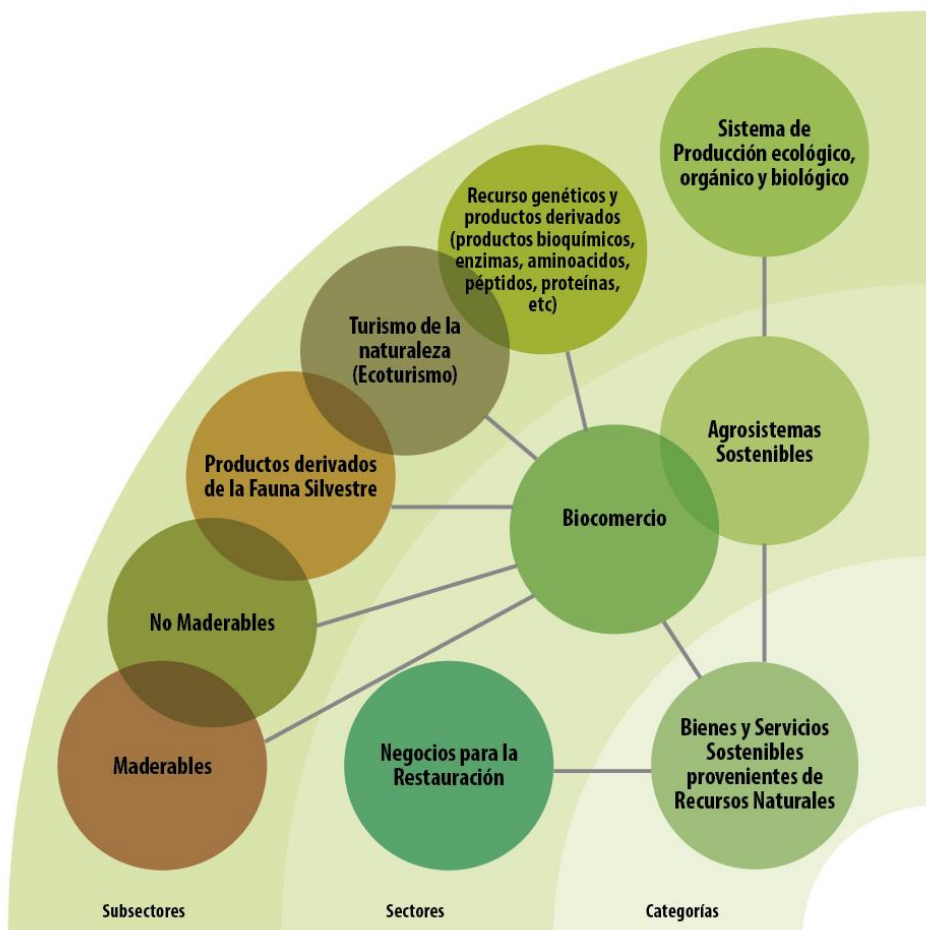 Sistema de
Producción ecológico,
orgánico y biológico
Recurso genéticos y
productos derivados
(productos bioquímicos,
enzimas, aminoacidos,
péptidos, proteínas,
etc)
Turismo de la
naturaleza
(Ecoturismo)
Agrosistemas
Sostenibles
Productos derivados
de la Fauna Silvestre
Biocomercio
No Maderables
Maderables
Negocios para la
Restauración
Bienes y Servicios
Sostenibles
provenientes de
Recursos Naturales
Subsectores
Sectores
Categorías